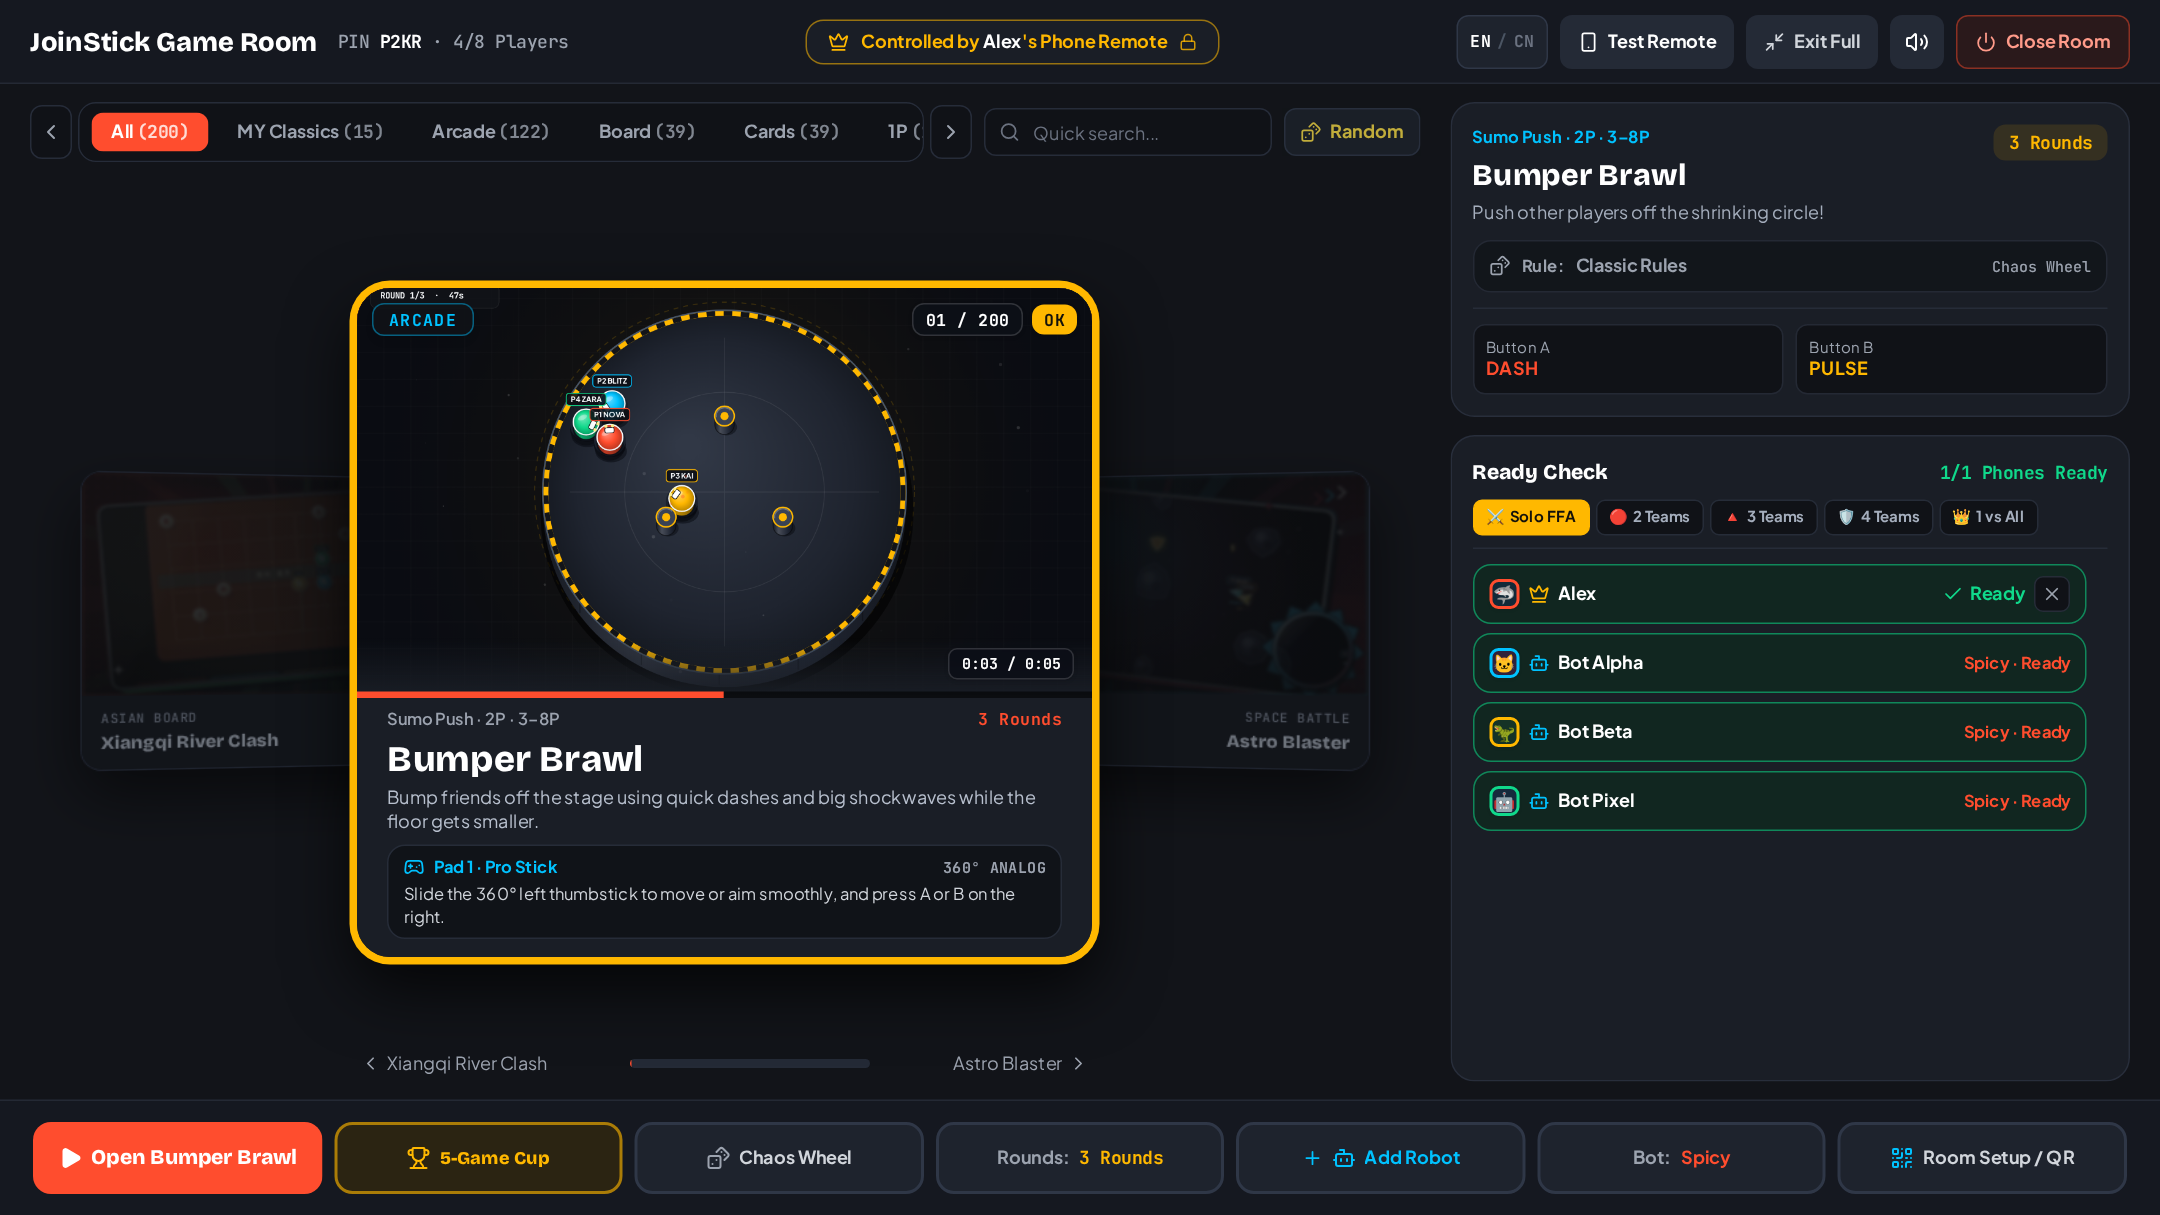 JoinStick Game Room PIN P2KR · 4/8 Players
Controlled by Alex's Phone Remote
EN / CN
Test Remote
Exit Full
Close Room
All (200)
MY Classics (15)
Arcade (122)
Board (39)
Cards (39)
1P (
Quick search...
Random
ROUND 1/3 · 47s
ARCADE
01 / 200
OK
P2 BLITZ
P4 ZARA
P1 NOVA
P3 KAI
0:03 / 0:05
Sumo Push · 2P · 3–8P
3 Rounds
Bumper Brawl
Bump friends off the stage using quick dashes and big shockwaves while the
floor gets smaller.
Pad 1 · Pro Stick
360° ANALOG
Slide the 360° left thumbstick to move or aim smoothly, and press A or B on the
right.
ASIAN BOARD
Xiangqi River Clash
SPACE BATTLE
Astro Blaster
Xiangqi River Clash
Astro Blaster
Sumo Push · 2P · 3–8P
3 Rounds
Bumper Brawl
Push other players off the shrinking circle!
Rule: Classic Rules
Chaos Wheel
Button A
DASH
Button B
PULSE
Ready Check
1/1 Phones Ready
Solo FFA
2 Teams
3 Teams
4 Teams
1 vs All
Alex
Ready
Bot Alpha
Spicy · Ready
Bot Beta
Spicy · Ready
Bot Pixel
Spicy · Ready
Open Bumper Brawl
5-Game Cup
Chaos Wheel
Rounds: 3 Rounds
Add Robot
Bot: Spicy
Room Setup / QR